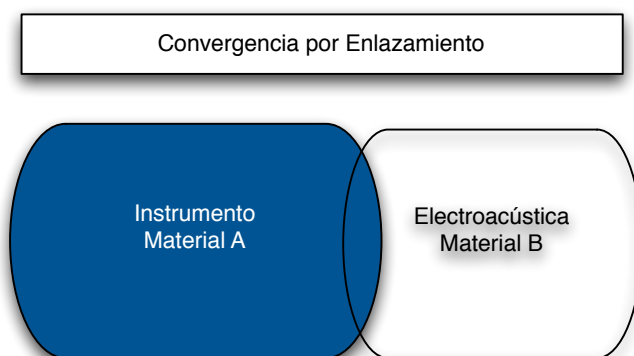 Convergencia por Enlazamiento
Instrumento
Material A
Electroacústica
Material B